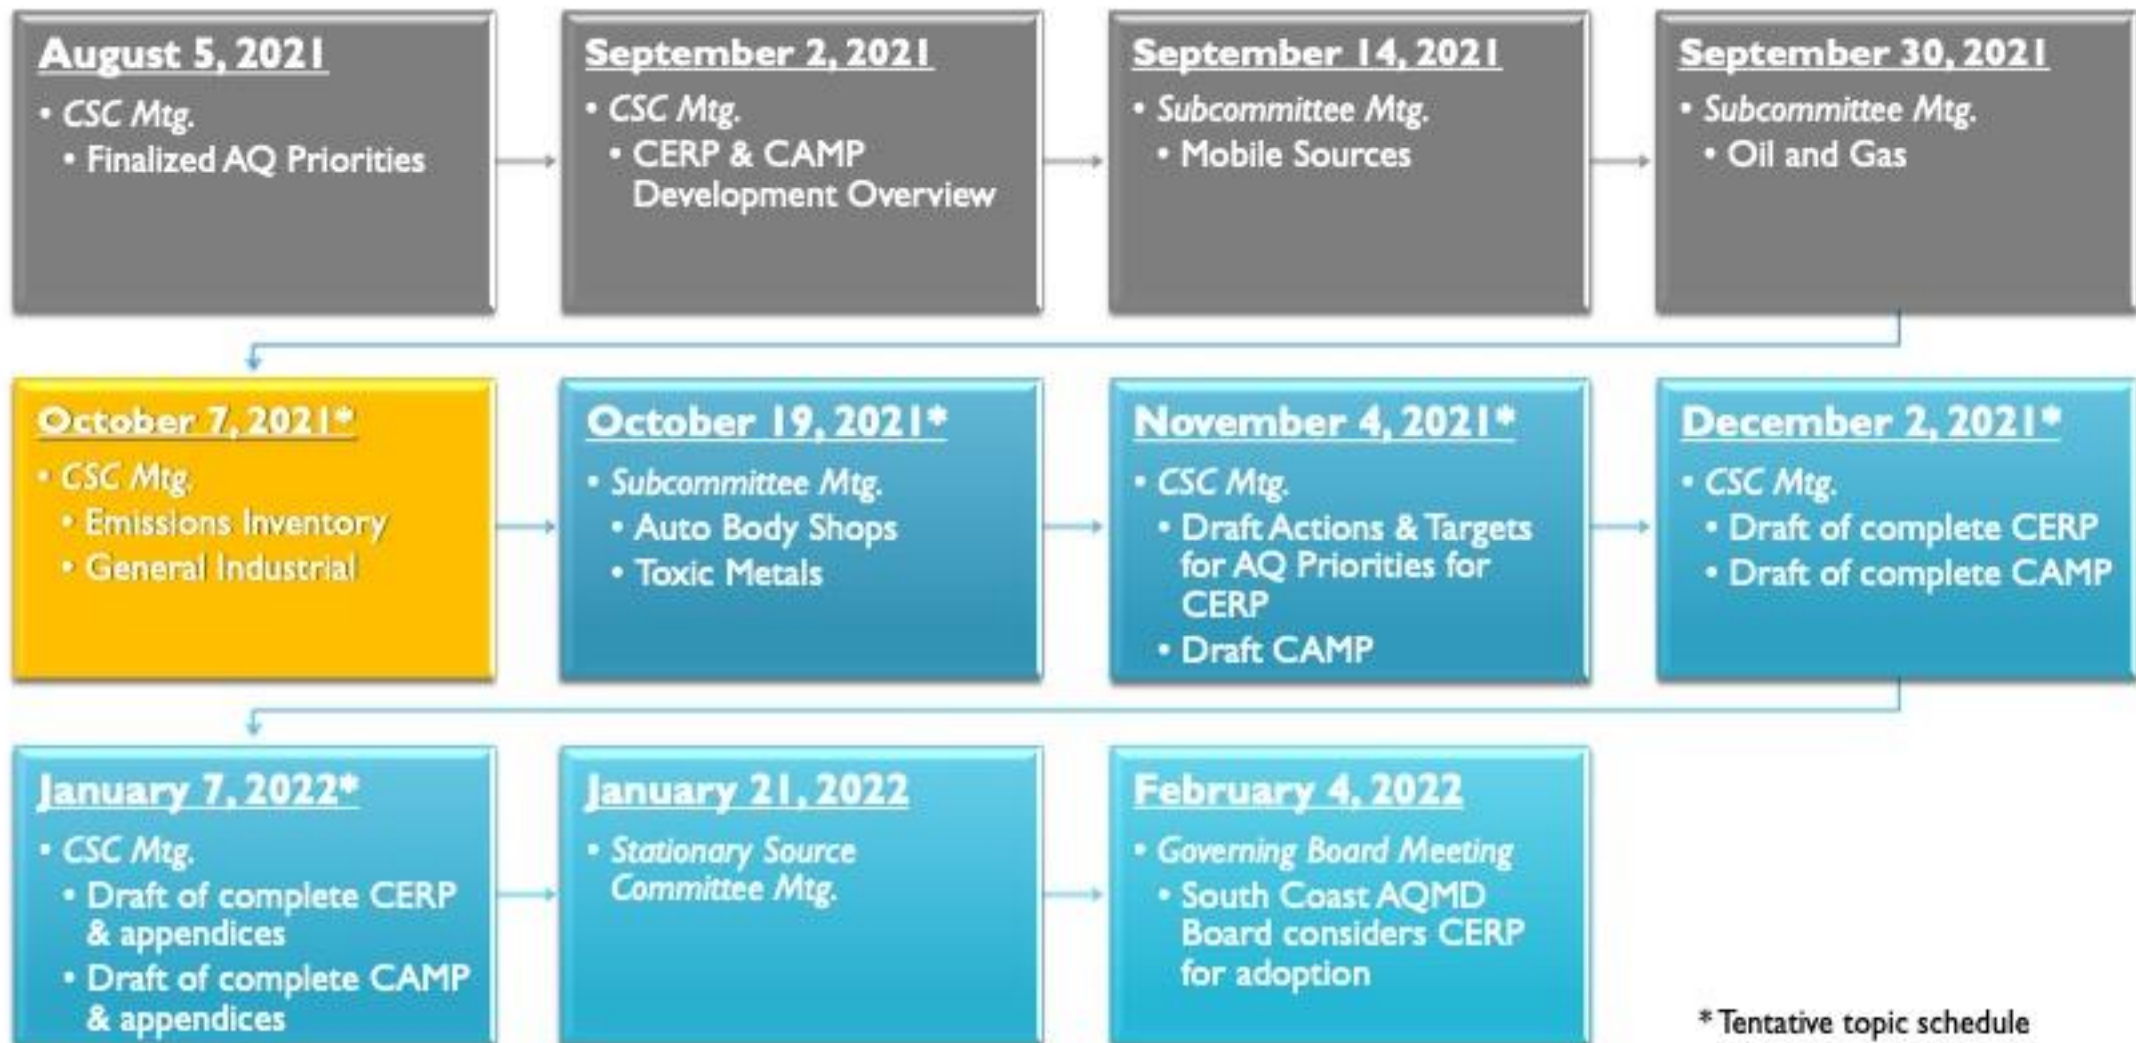 August 5, 2021
• CSC Mtg.
• Finalized AQ Priorities
September 2, 2021
• CSC Mtg.
• CERP & CAMP
Development Overview
September 14, 2021
• Subcommittee Mtg.
• Mobile Sources
September 30, 2021
• Subcommittee Mtg.
• Oil and Gas
October 7, 2021*
• CSC Mtg.
• Emissions Inventory
• General Industrial
October 19, 2021*
• Subcommittee Mtg.
• Auto Body Shops
• Toxic Metals
November 4, 2021*
• CSC Mtg.
• Draft Actions & Targets
for AQ Priorities for
CERP
• Draft CAMP
December 2, 2021*
• CSC Mtg.
• Draft of complete CERP
• Draft of complete CAMP
January 7, 2022*
• CSC Mtg.
• Draft of complete CERP
& appendices
• Draft of complete CAMP
& appendices
January 21, 2022
• Stationary Source
Committee Mtg.
February 4, 2022
• Governing Board Meeting
• South Coast AQMD
Board considers CERP
for adoption
* Tentative topic schedule